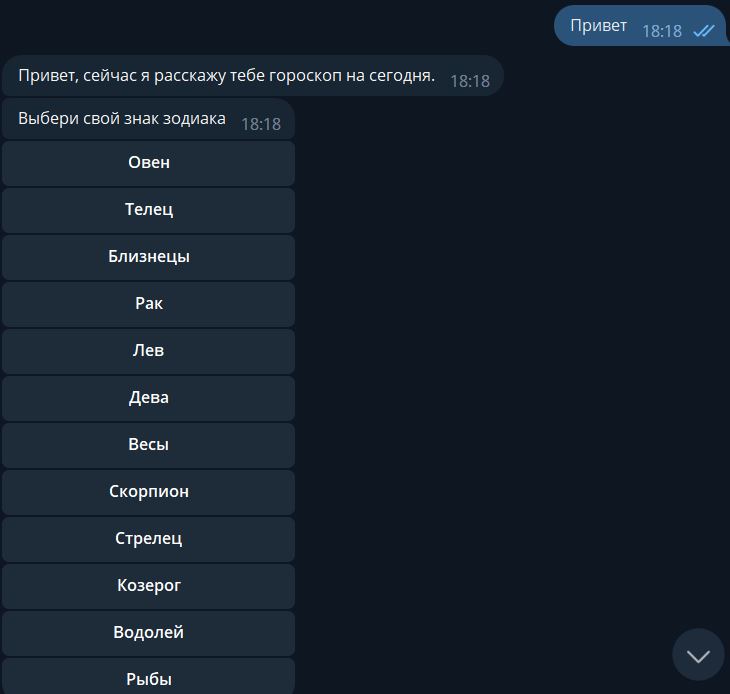 Привет 18:18
Привет, сейчас я расскажу тебе гороскоп на сегодня. 18:18
Выбери свой знак зодиака 18:18
Овен
Телец
Близнецы
Рак
Лев
Дева
Весы
Скорпион
Стрелец
Козерог
Водолей
Рыбы